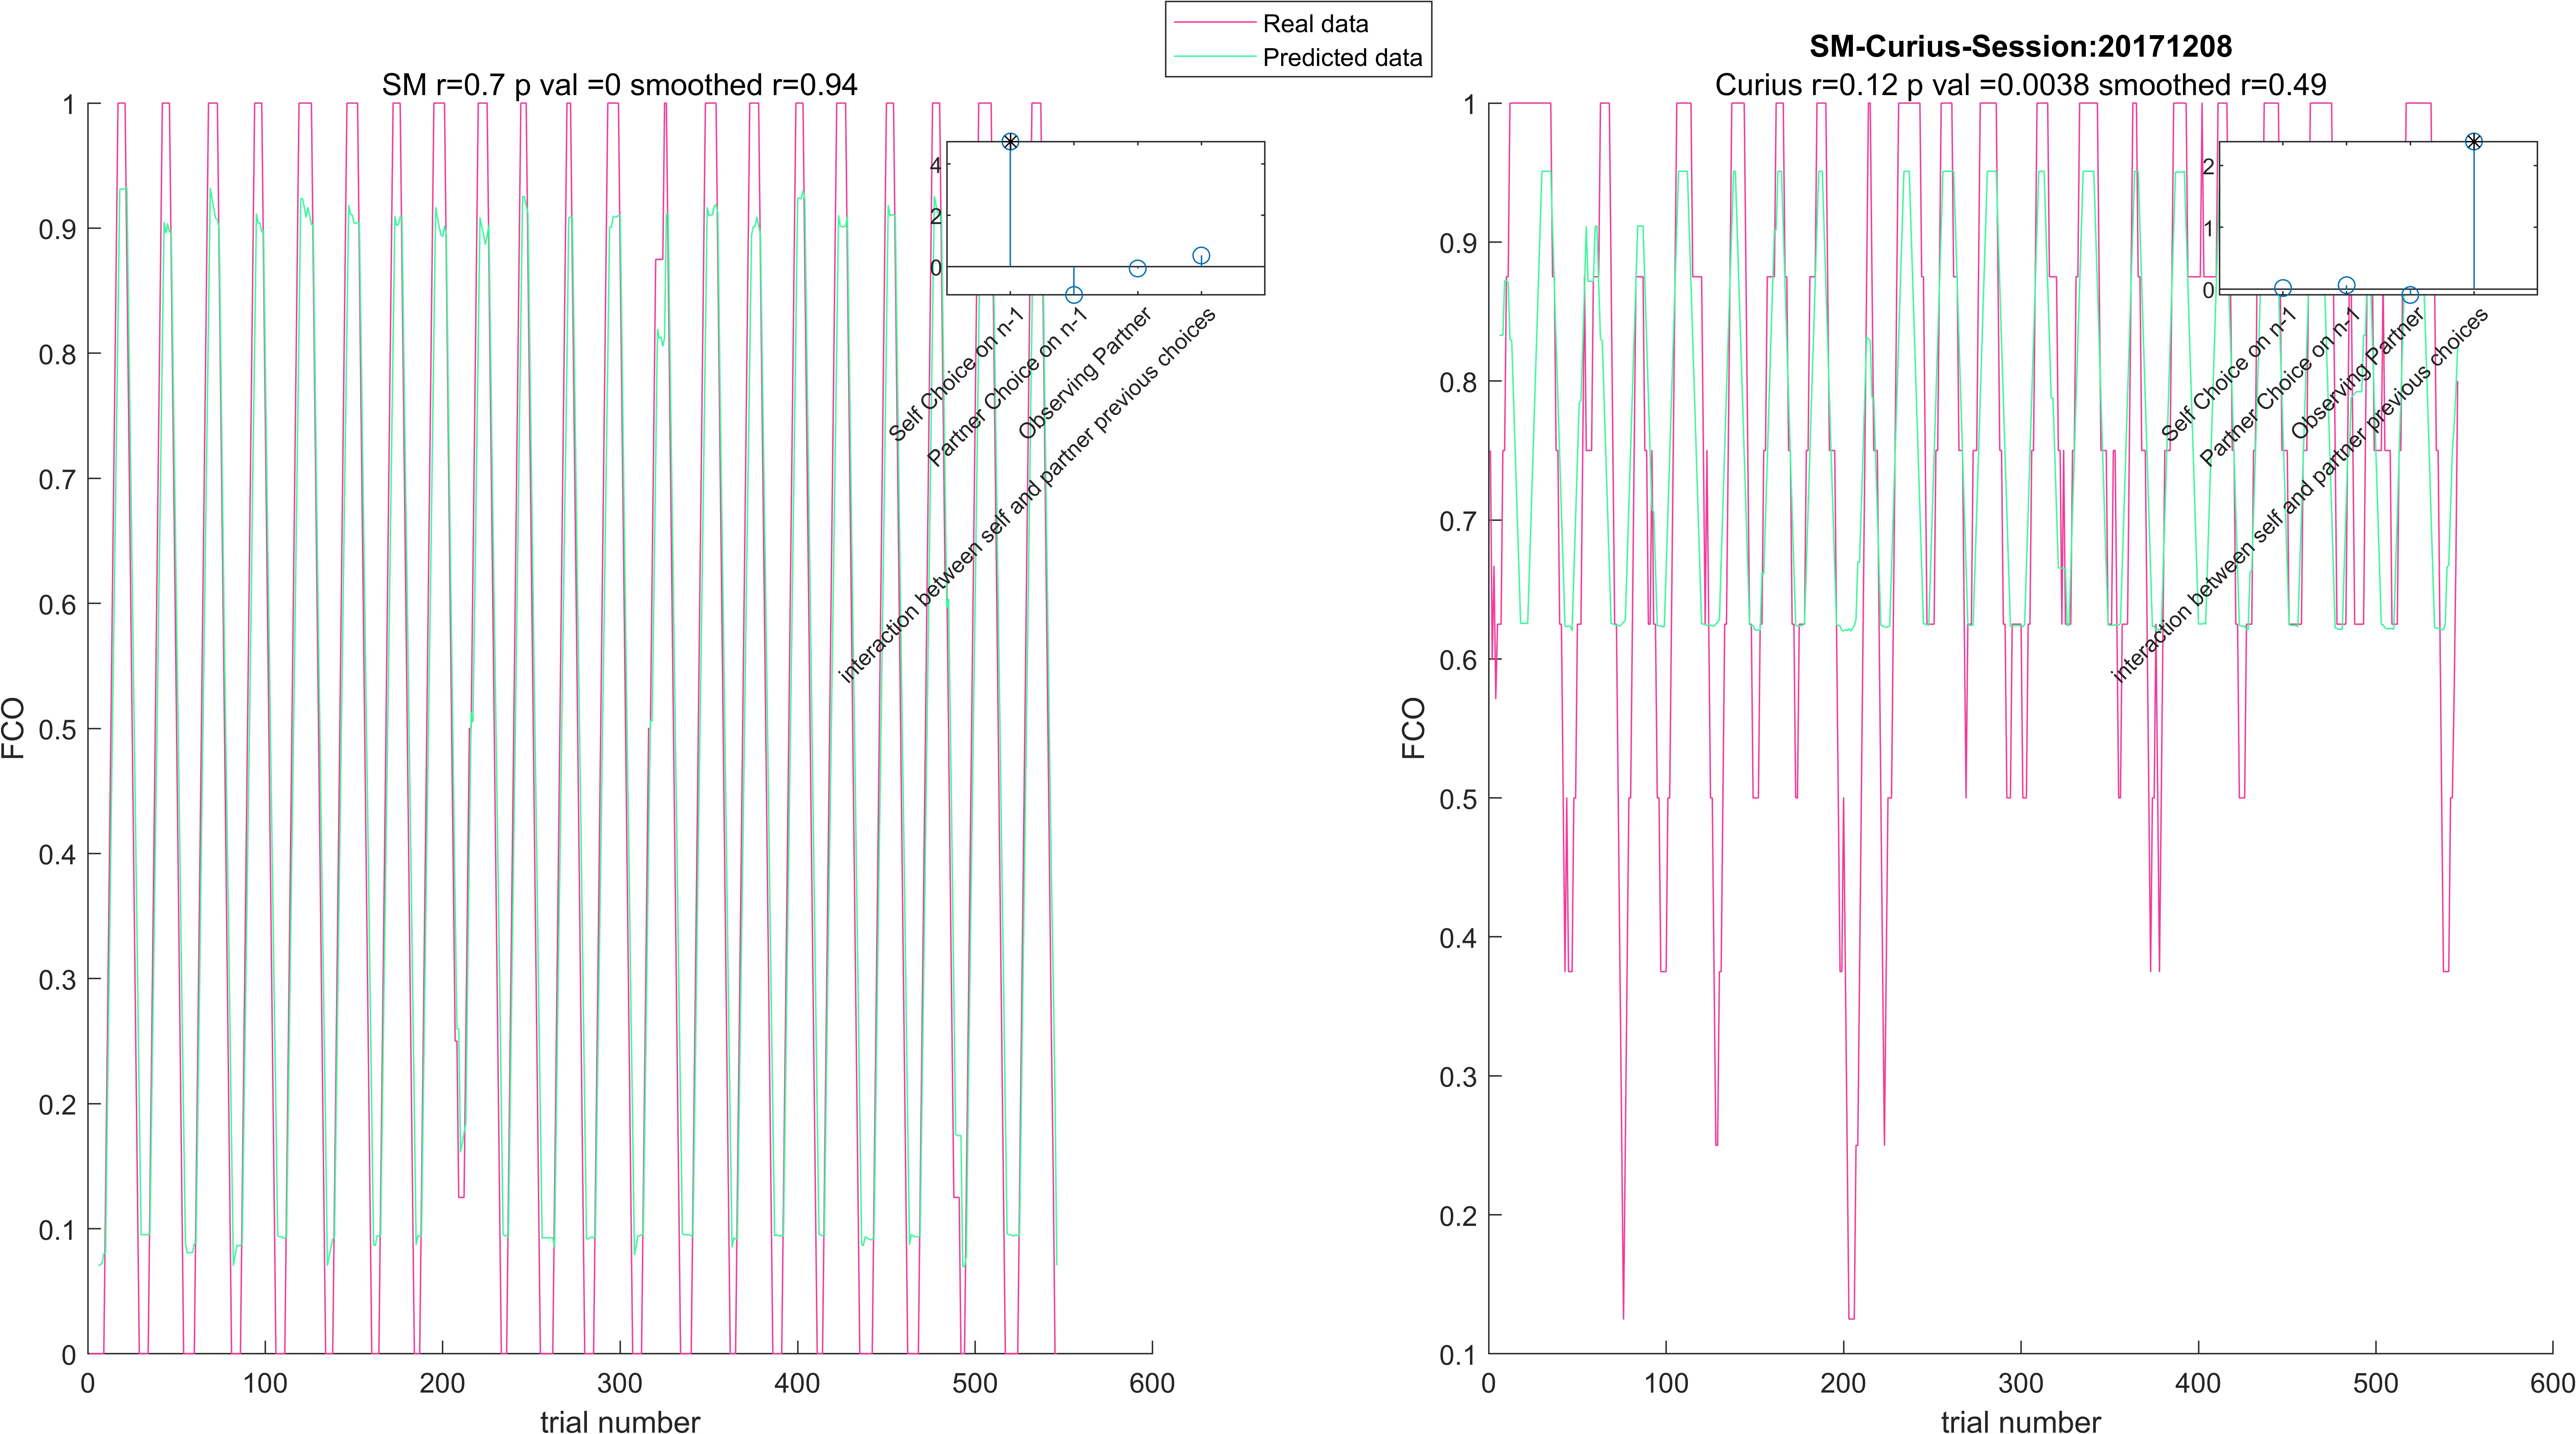 Real data
Predicted data
SM r=0.7 p val =0 smoothed r=0.94
1
0.9
0.8
0.7
0.6
0.5
0.4
0.3
0.2
0.1
0
0
100
200
300
400
500
600
FCO
trial number
4
2
0
Self Choice on n-1
Partner Choice on n-1
Observing Partner
interaction between self and partner previous choices
SM-Curius-Session:20171208
Curius r=0.12 p val =0.0038 smoothed r=0.49
1
0.9
0.8
0.7
0.6
0.5
0.4
0.3
0.2
0.1
0
100
200
300
400
500
600
FCO
trial number
2
1
0
Self Choice on n-1
Partner Choice on n-1
Observing Partner
interaction between self and partner previous choices